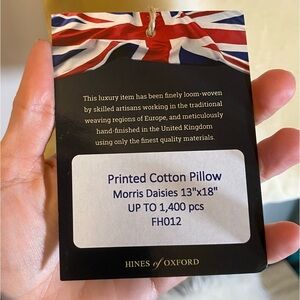 This luxury item has been finely loom-woven
by skilled artisans working in the traditional
weaving regions of Europe, and meticulously
hand-finished in the United Kingdom
using only the finest quality materials.
Printed Cotton Pillow
Morris Daisies 13"x18"
UP TO 1,400 pcs
FH012
HINES of OXFORD